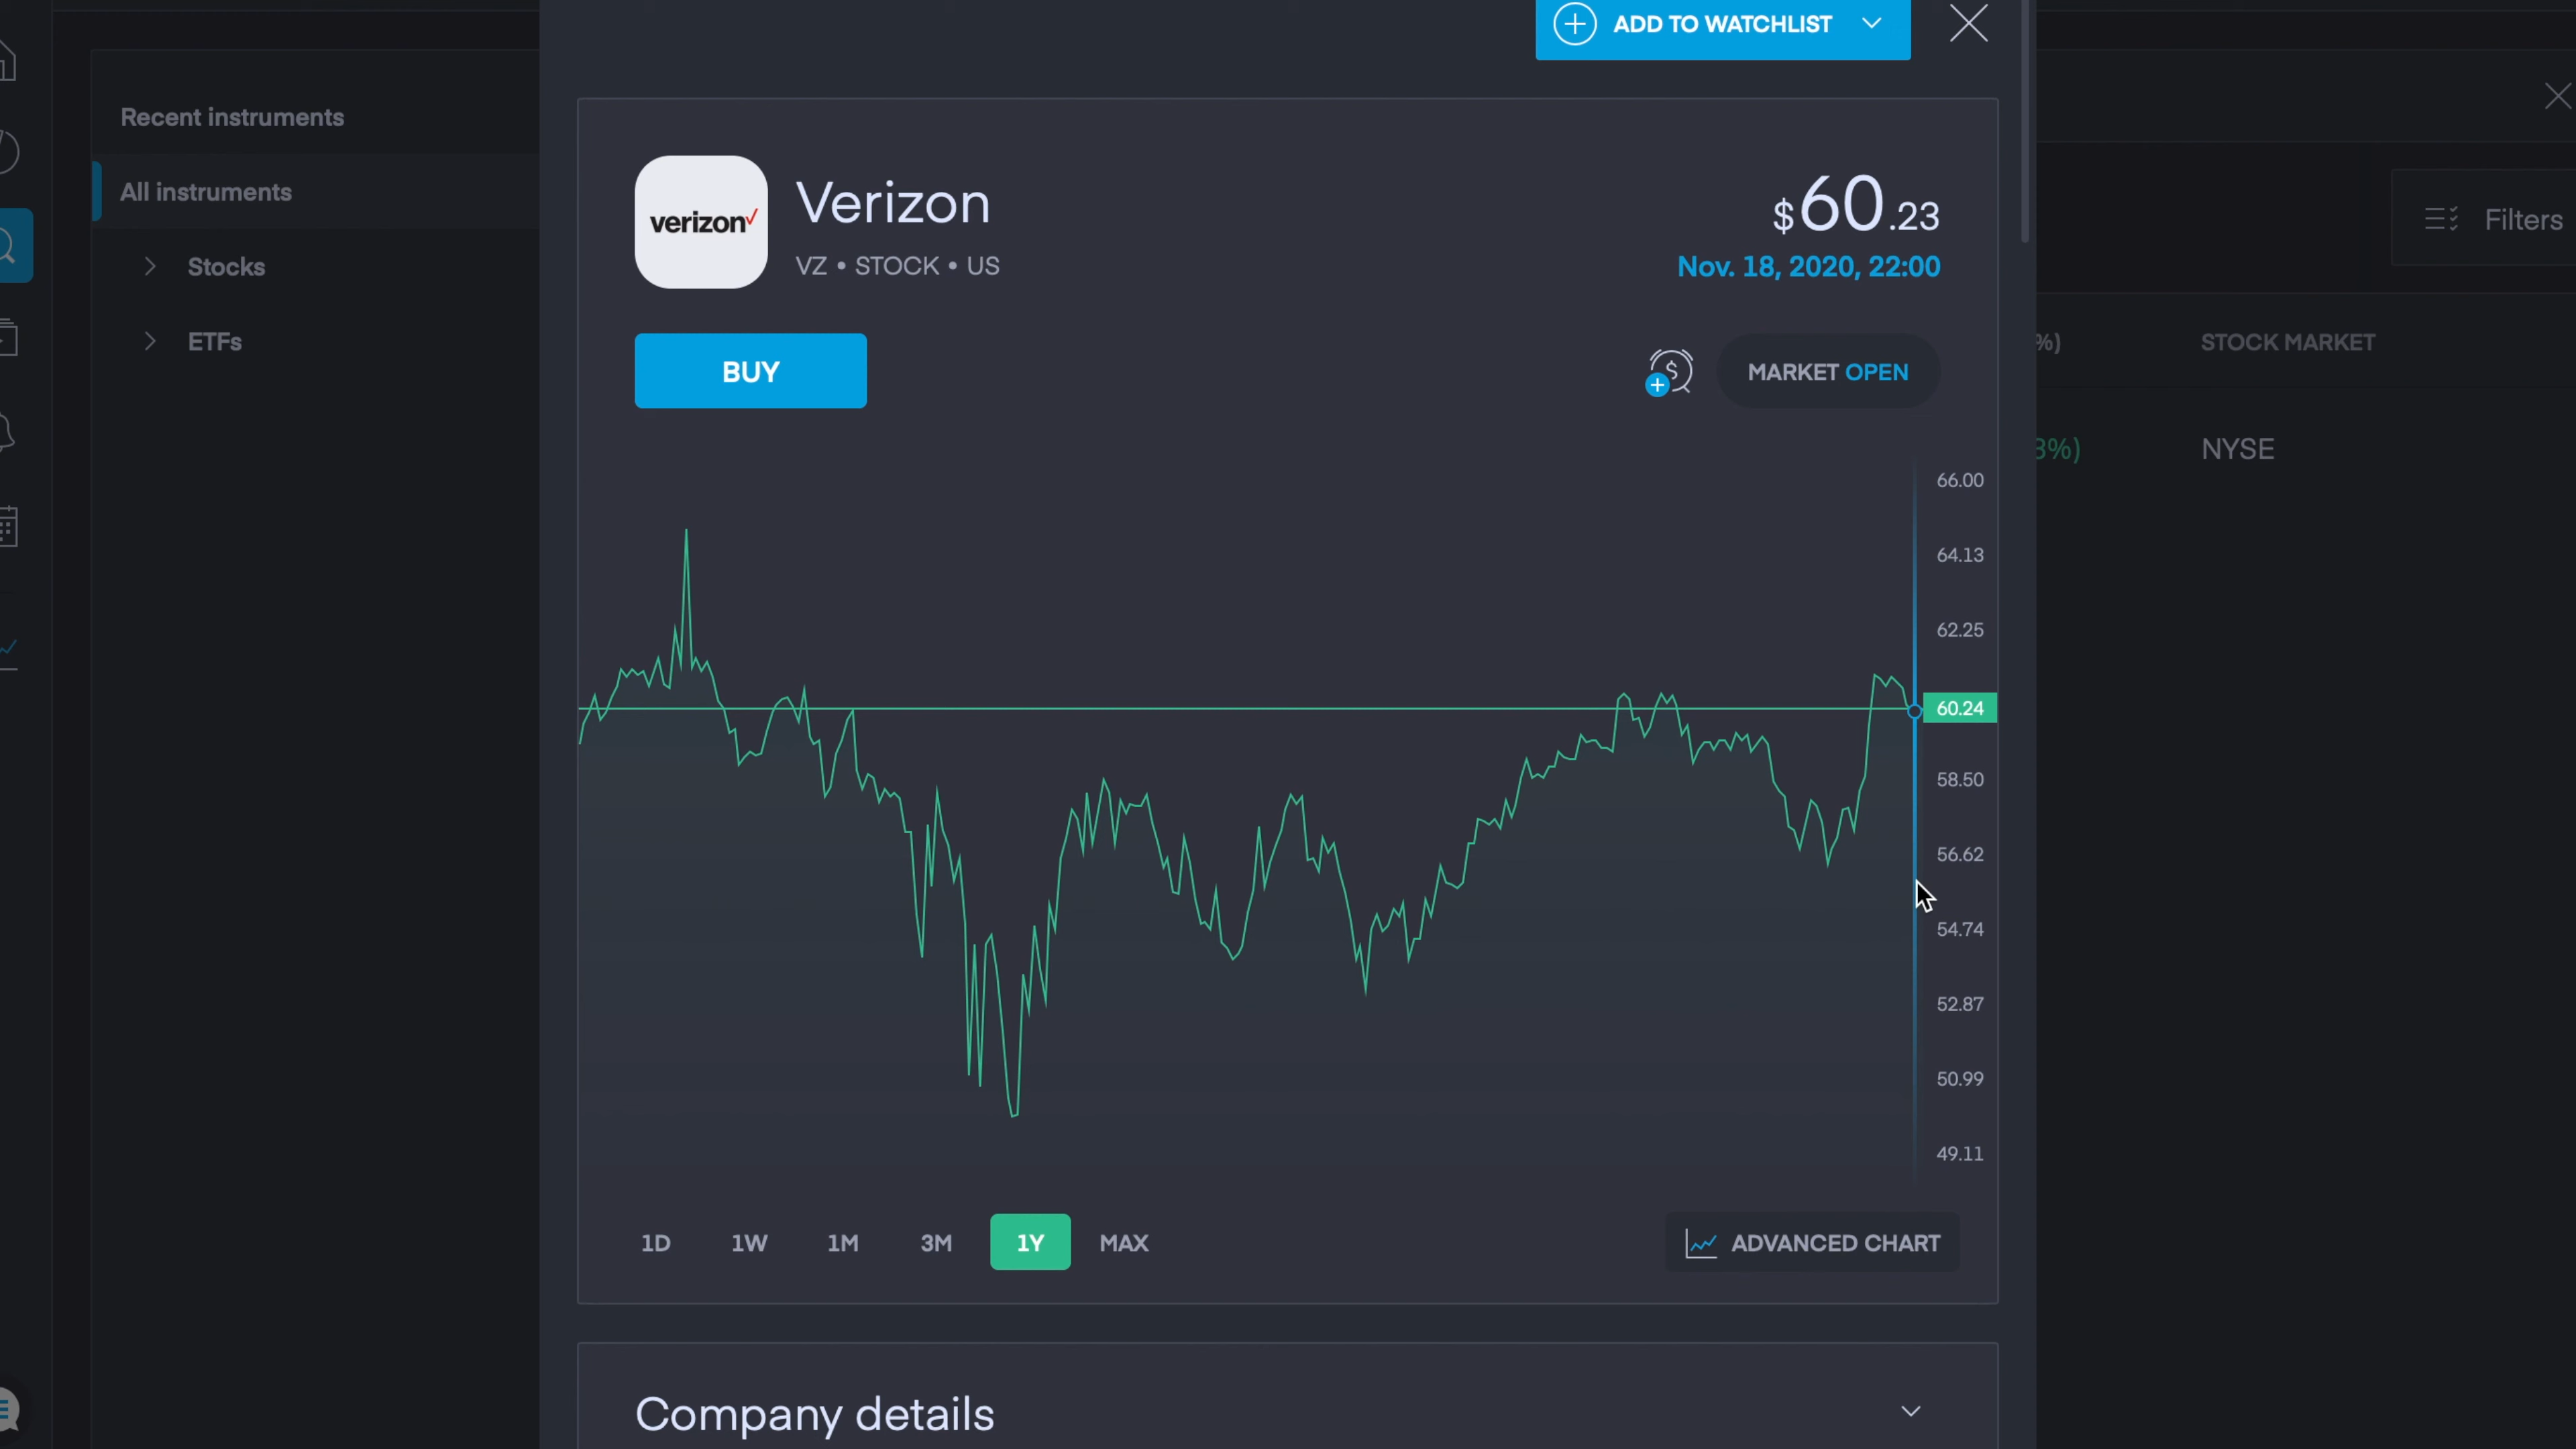 ADD TO WATCHLIST
Recent instruments
All instruments
Stocks
ETFs
verizon
Verizon
VZ • STOCK • US
$60.23
Nov. 18, 2020, 22:00
BUY
$
MARKET OPEN
66.00
64.13
62.25
60.24
58.50
56.62
54.74
52.87
50.99
49.11
1D 1W 1M 3M 1Y MAX
ADVANCED CHART
Company details
Filters
%) STOCK MARKET
3%) NYSE